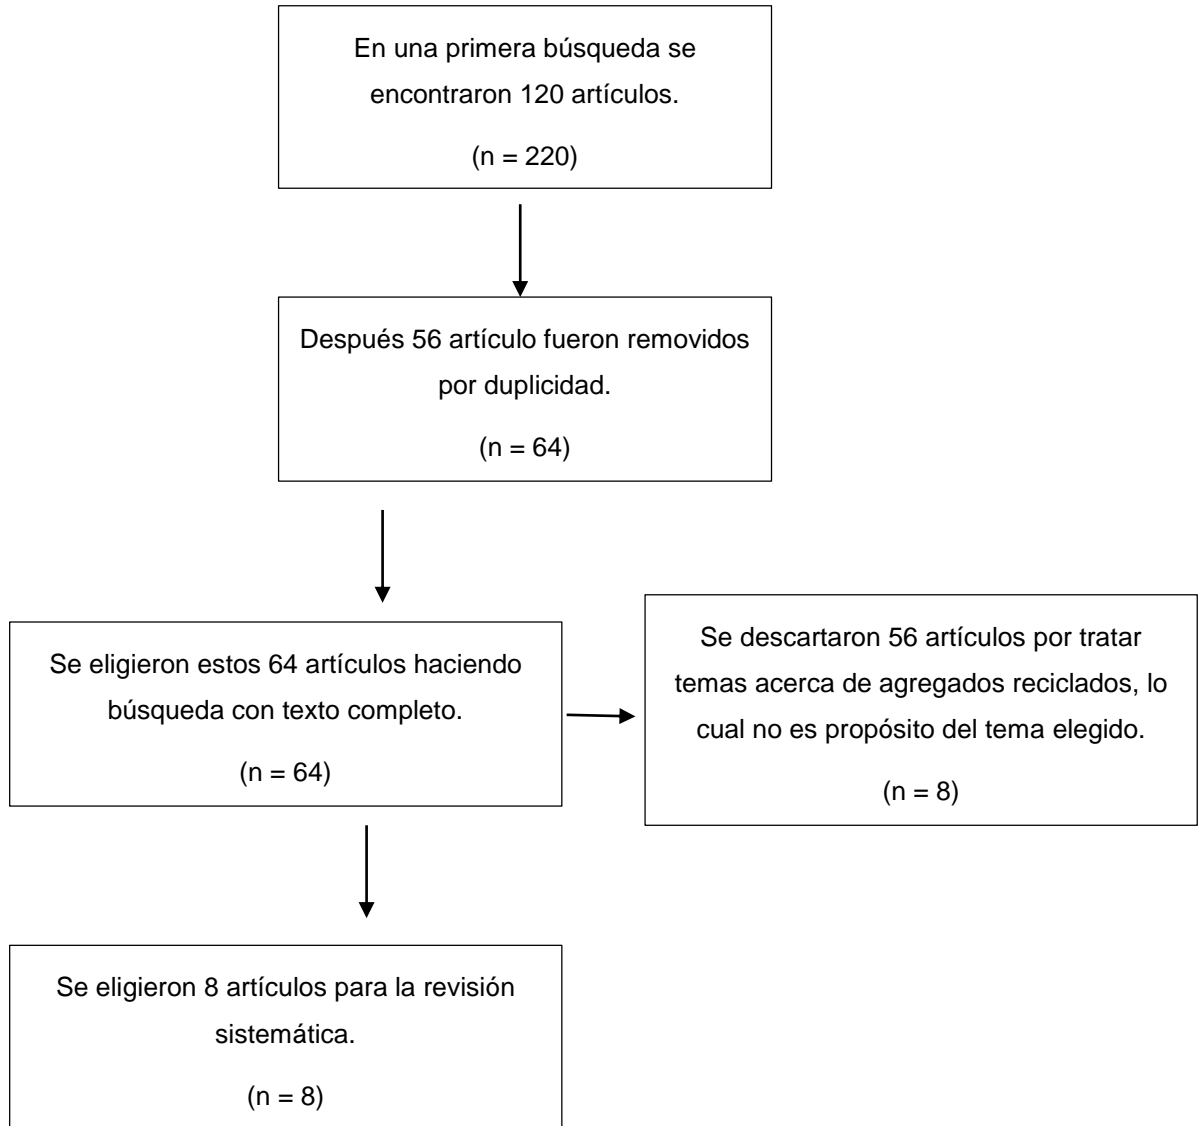 En una primera búsqueda se
encontraron 120 artículos.
(n = 220)
Después 56 artículo fueron removidos
por duplicidad.
(n = 64)
Se eligieron estos 64 artículos haciendo
búsqueda con texto completo.
(n = 64)
Se descartaron 56 artículos por tratar
temas acerca de agregados reciclados, lo
cual no es propósito del tema elegido.
(n = 8)
Se eligieron 8 artículos para la revisión
sistemática.
(n = 8)